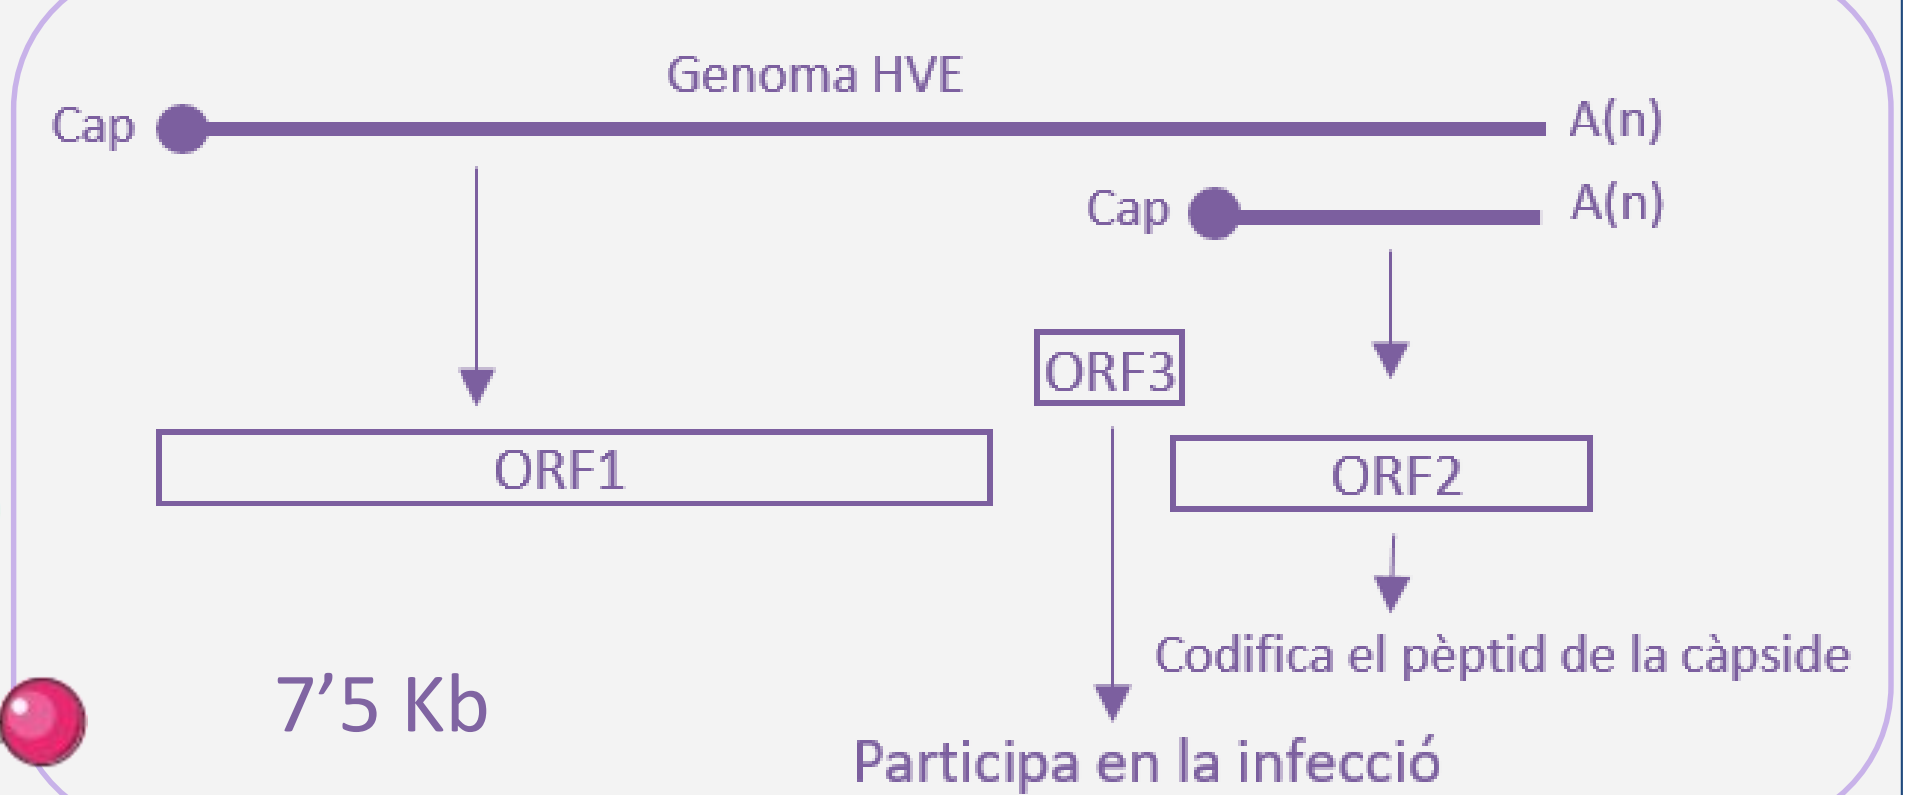 Genoma HVE
Cap
A(n)
Cap
A(n)
ORF3
ORF1
ORF2
Codifica el pèptid de la càpside
7’5 Kb
Participa en la infecció